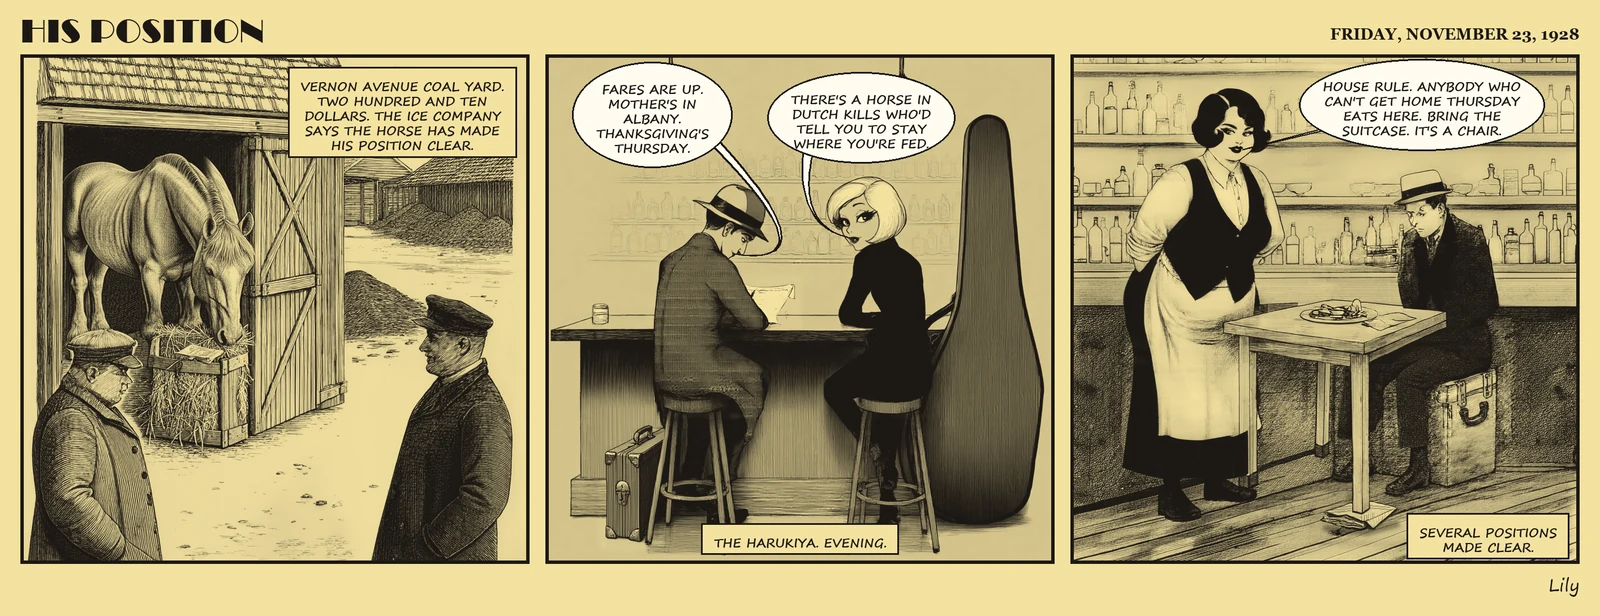 HIS POSITION
FRIDAY, NOVEMBER 23, 1928
VERNON AVENUE COAL YARD.
TWO HUNDRED AND TEN
DOLLARS. THE ICE COMPANY
SAYS THE HORSE HAS MADE
HIS POSITION CLEAR.
FARES ARE UP.
MOTHER'S IN
ALBANY.
THANKSGIVING'S
THURSDAY.
THERE'S A HORSE IN
DUTCH KILLS WHO'D
TELL YOU TO STAY
WHERE YOU'RE FED.
THE HARUKIYA. EVENING.
HOUSE RULE. ANYBODY WHO
CAN'T GET HOME THURSDAY
EATS HERE. BRING THE
SUITCASE. IT'S A CHAIR.
SEVERAL POSITIONS
MADE CLEAR.
Lily